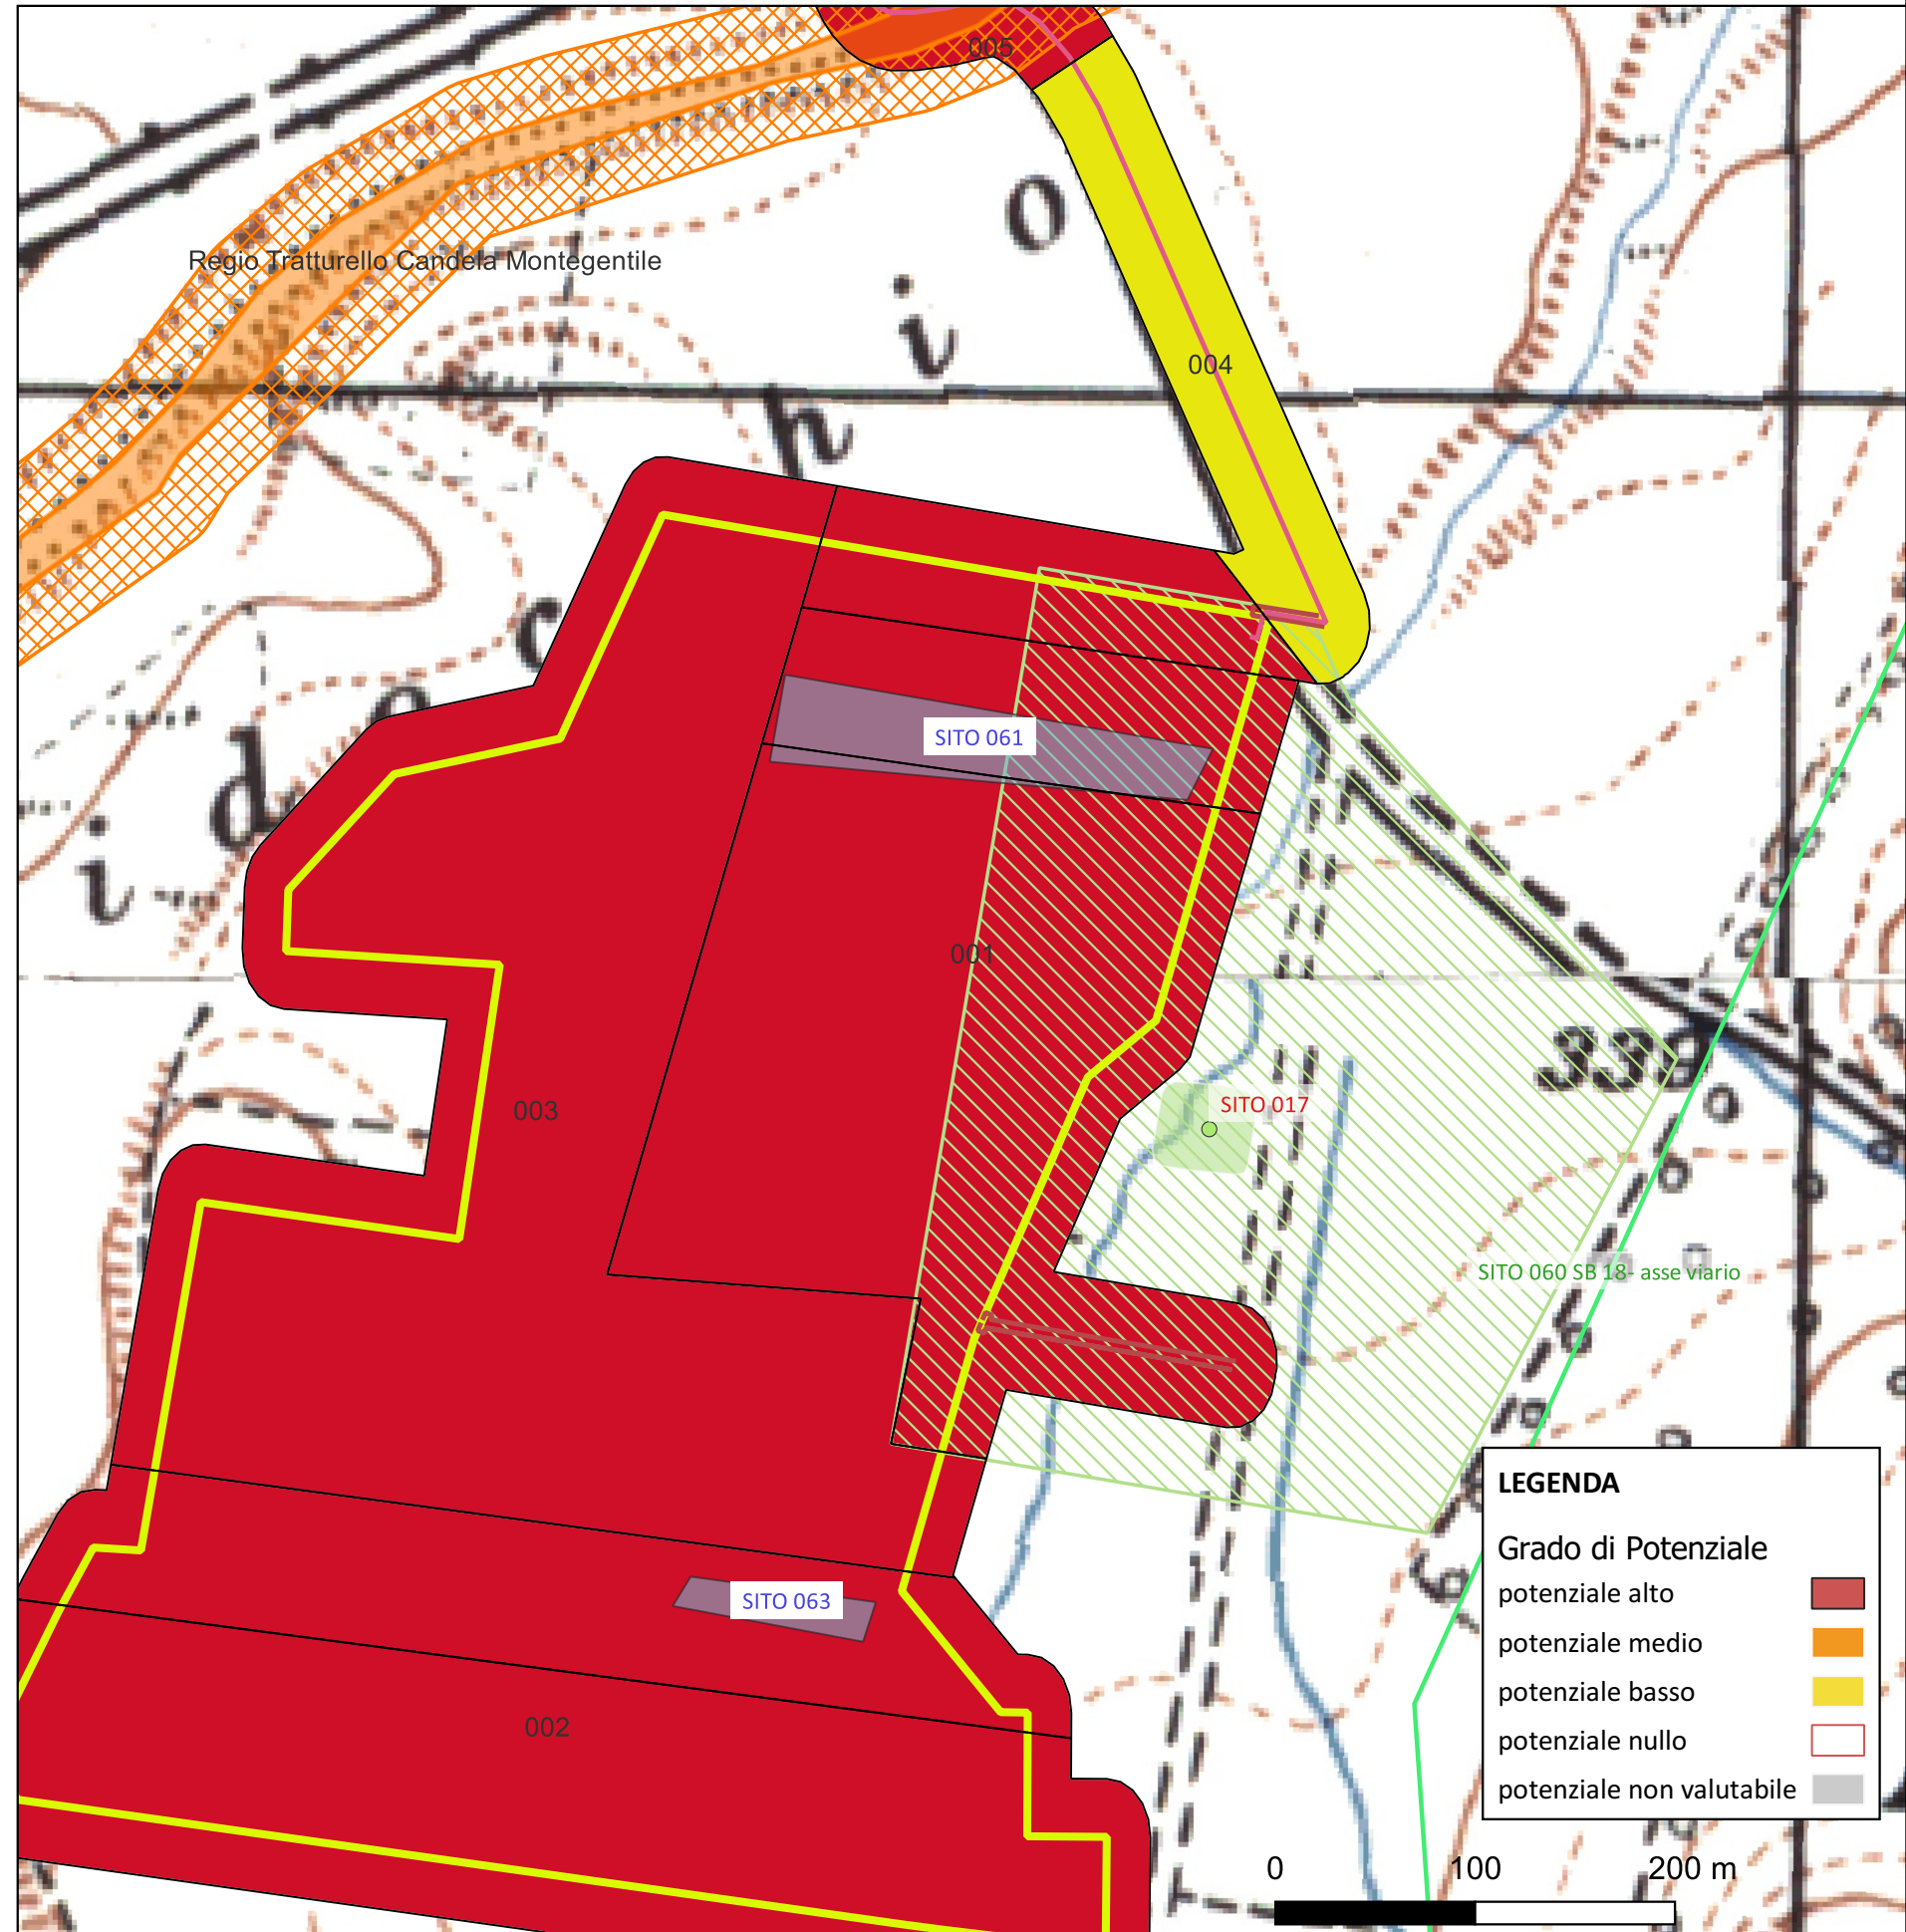 005
o
Regio Tratturello Candela Montegentile
i
004
h
c
o
SITO 061
d
i
001
339
SITO 017
003
SITO 060 SB 18- asse viario
LEGENDA
Grado di Potenziale
potenziale alto
SITO 063
potenziale medio
potenziale basso
002
potenziale nullo
potenziale non valutabile
0 100 200 m